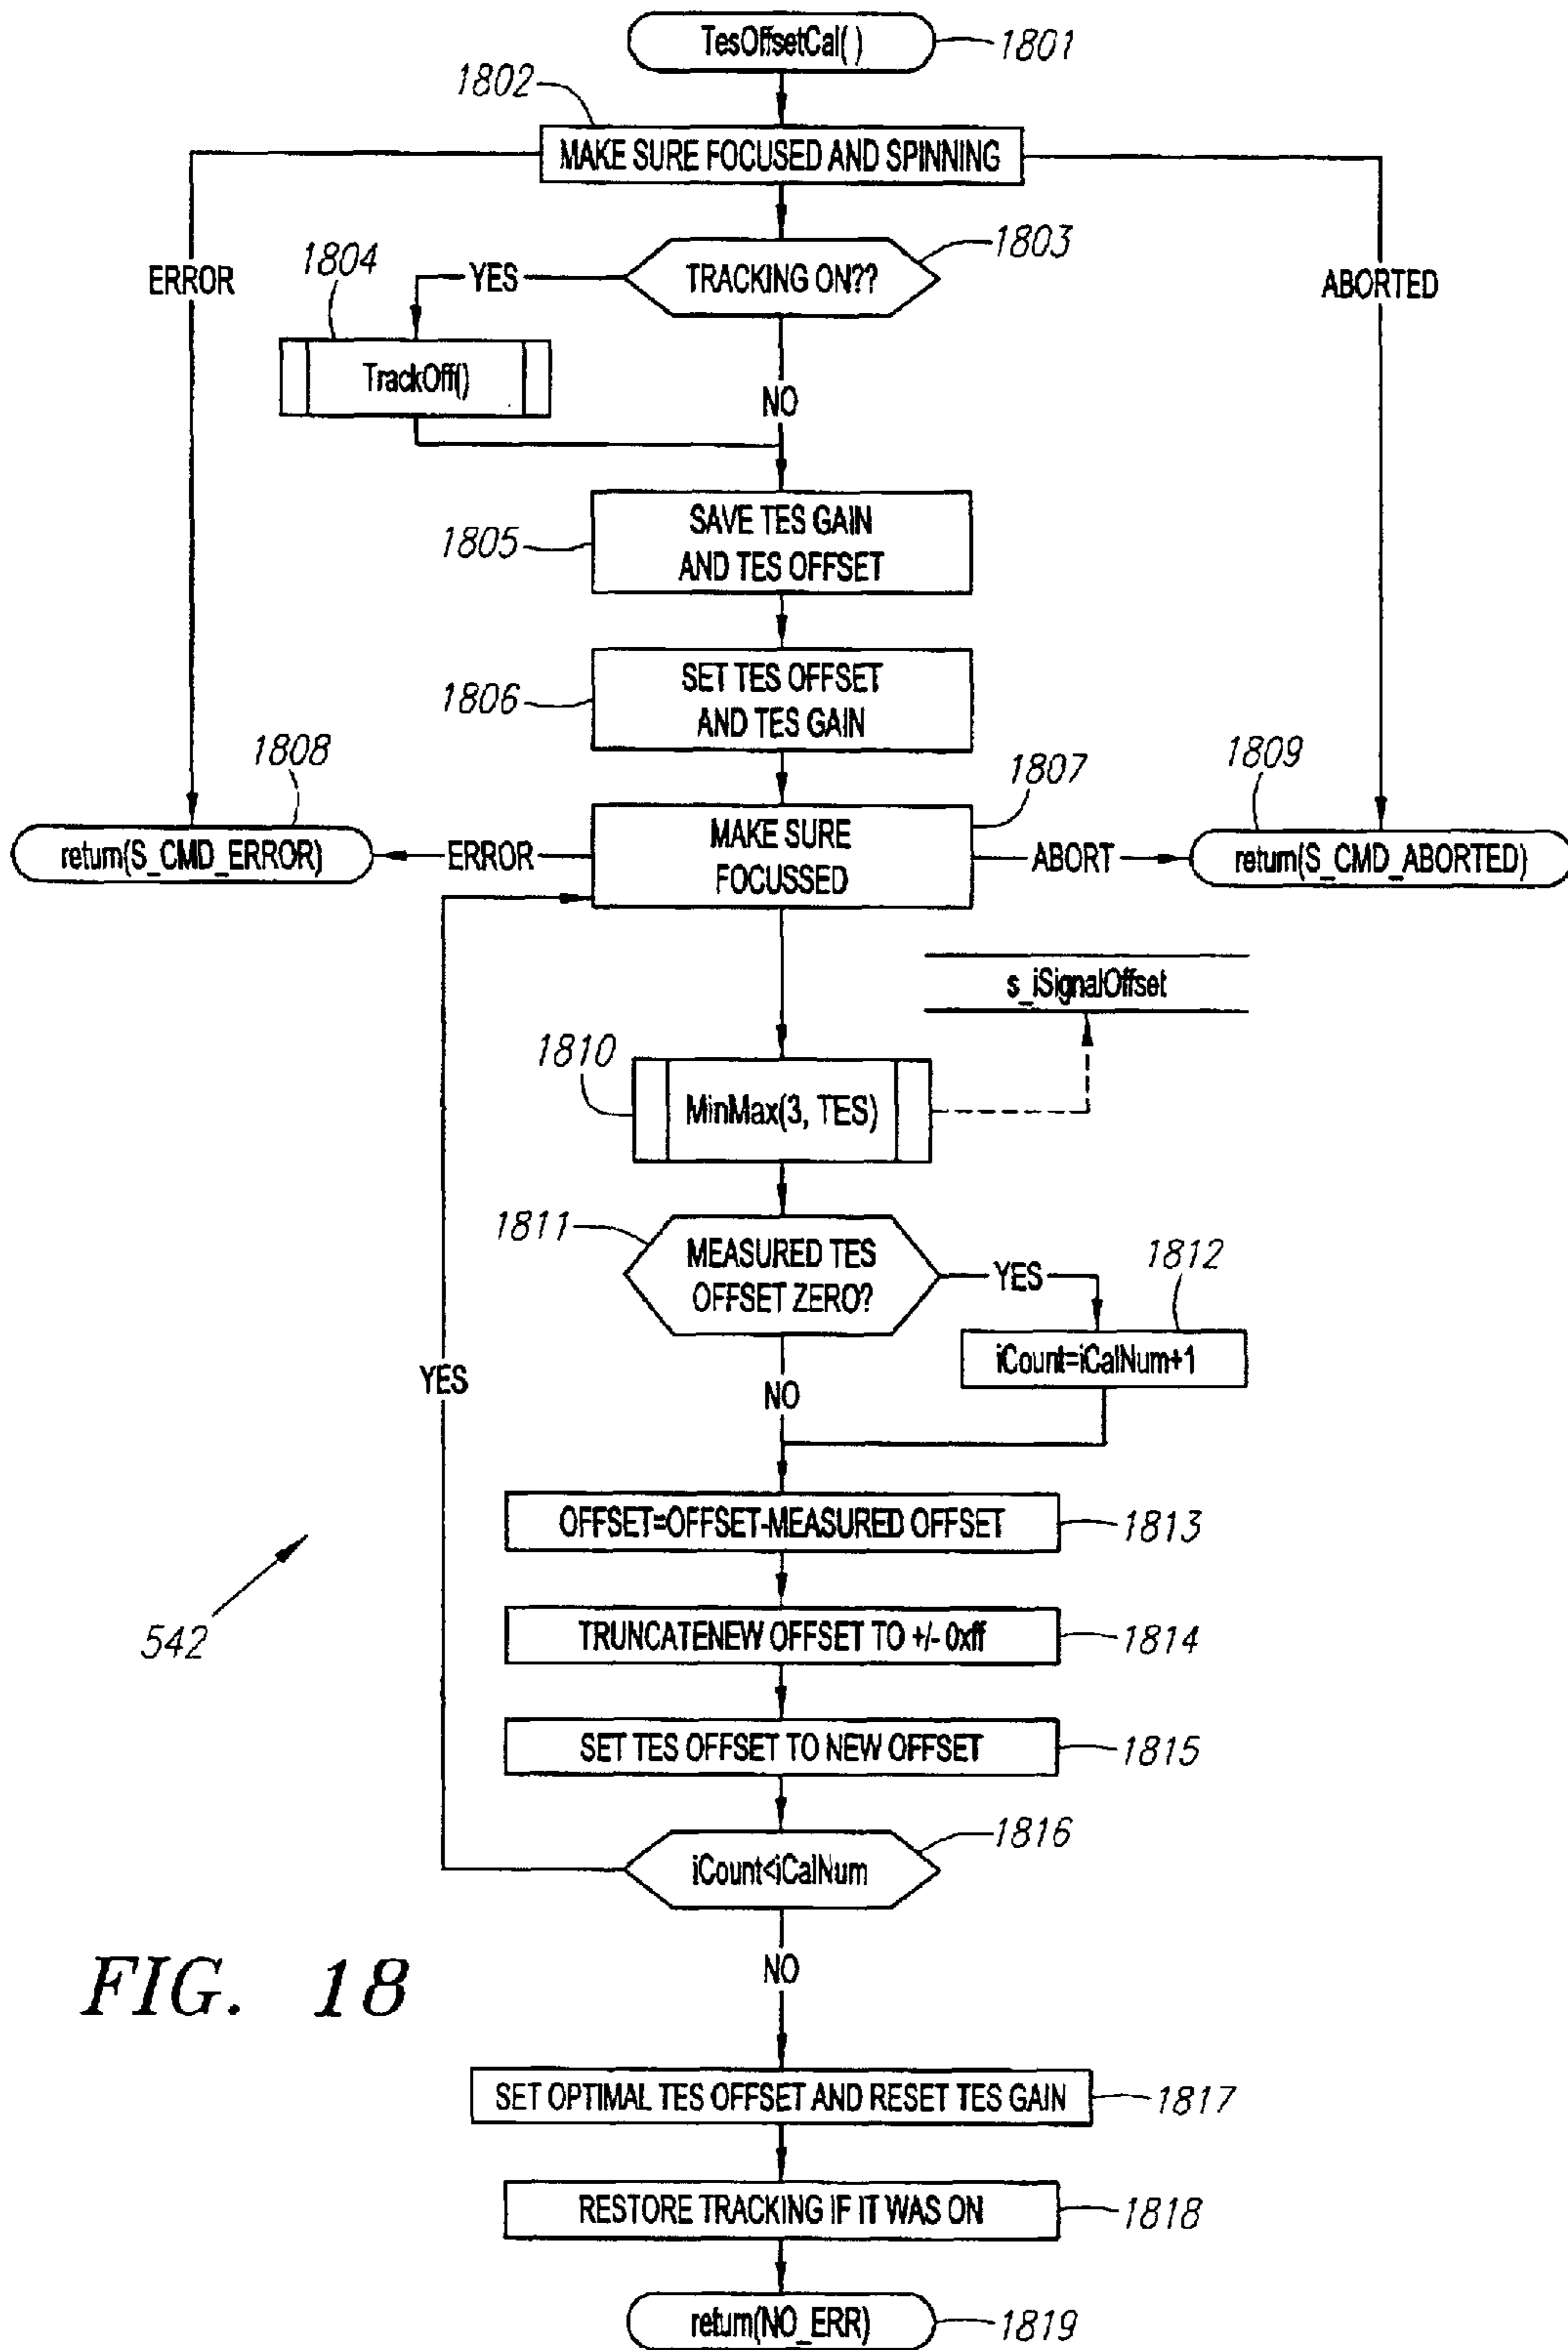 TesOffsetCal( )
1801
1802
MAKE SURE FOCUSED AND SPINNING
1803
1804
YES
TRACKING ON??
ERROR
ABORTED
TrackOff()
NO
1805
SAVE TES GAIN
AND TES OFFSET
1806
SET TES OFFSET
AND TES GAIN
1808
1807
1809
return(S_CMD_ERROR)
ERROR
MAKE SURE
FOCUSSED
ABORT
return(S_CMD_ABORTED)
s_iSignalOffset
1810
MinMax(3, TES)
1811
MEASURED TES
OFFSET ZERO?
YES
1812
iCount=iCalNum+1
YES
NO
OFFSET=OFFSET-MEASURED OFFSET
1813
542
TRUNCATENEW OFFSET TO +/- 0xff
1814
SET TES OFFSET TO NEW OFFSET
1815
1816
iCount<iCalNum
NO
FIG. 18
SET OPTIMAL TES OFFSET AND RESET TES GAIN
1817
RESTORE TRACKING IF IT WAS ON
1818
return(NO_ERR)
1819